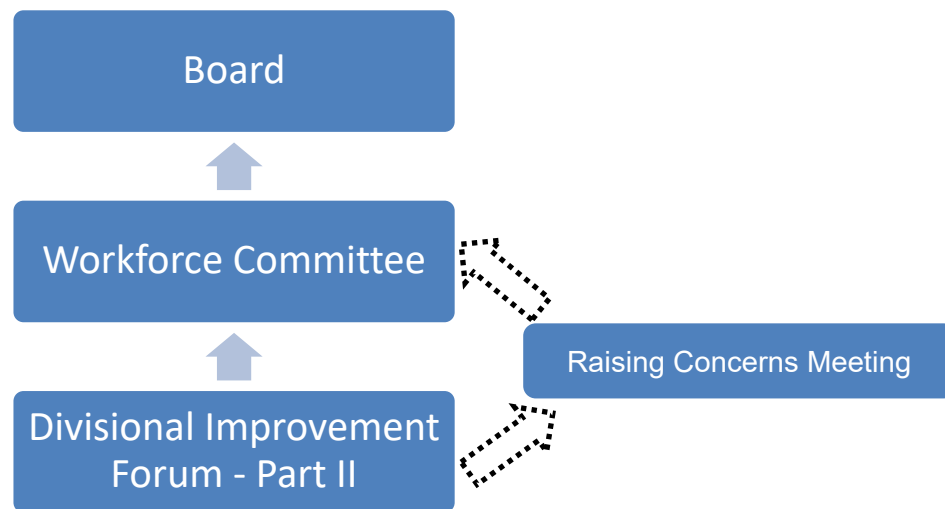 Board
Workforce Committee
Raising Concerns Meeting
Divisional Improvement
Forum - Part II